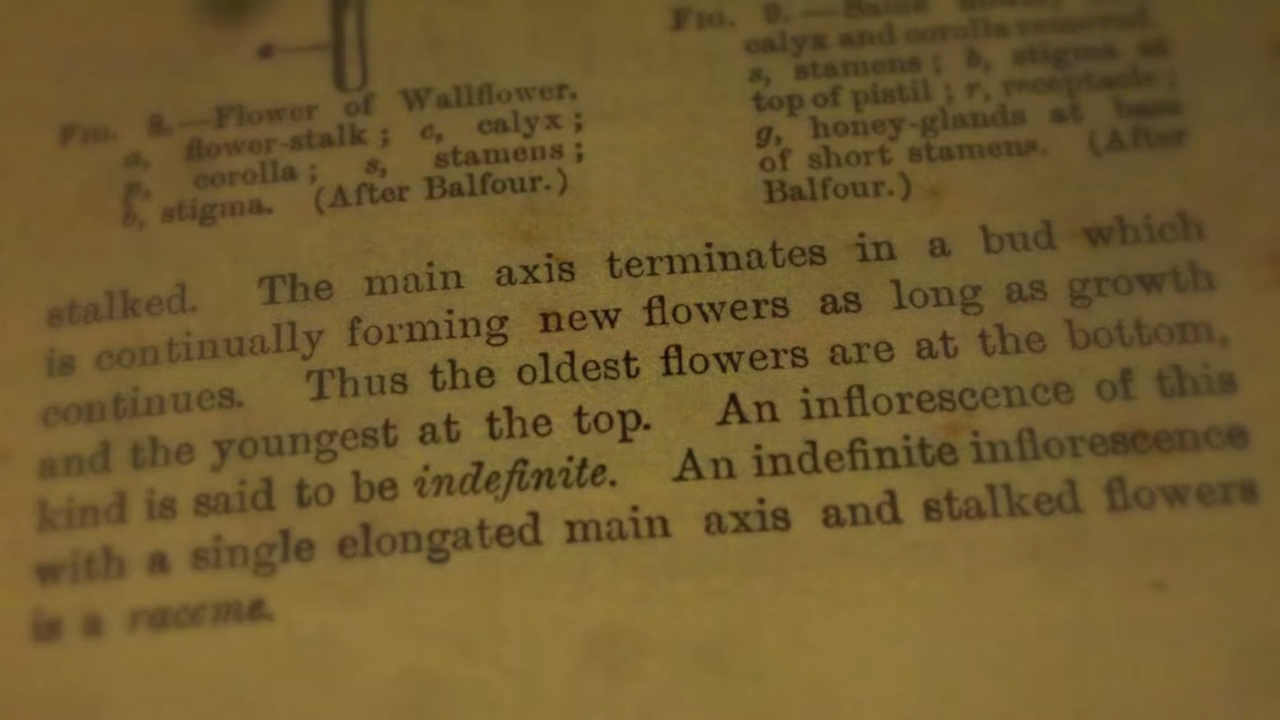 Fig. 8.—Flower of Wallflower.
a, flower-stalk; c, calyx;
p, corolla; s, stamens;
b, stigma. (After Balfour.)
Fig. 9.—Same
calyx and corolla removed.
s, stamens; b, stigma at
top of pistil; r, receptacle;
g, honey-glands at base
of short stamens. (After
Balfour.)
stalked. The main axis terminates in a bud which
is continually forming new flowers as long as growth
continues. Thus the oldest flowers are at the bottom,
and the youngest at the top. An inflorescence of this
kind is said to be indefinite. An indefinite inflorescence
with a single elongated main axis and stalked flowers
is a raceme.